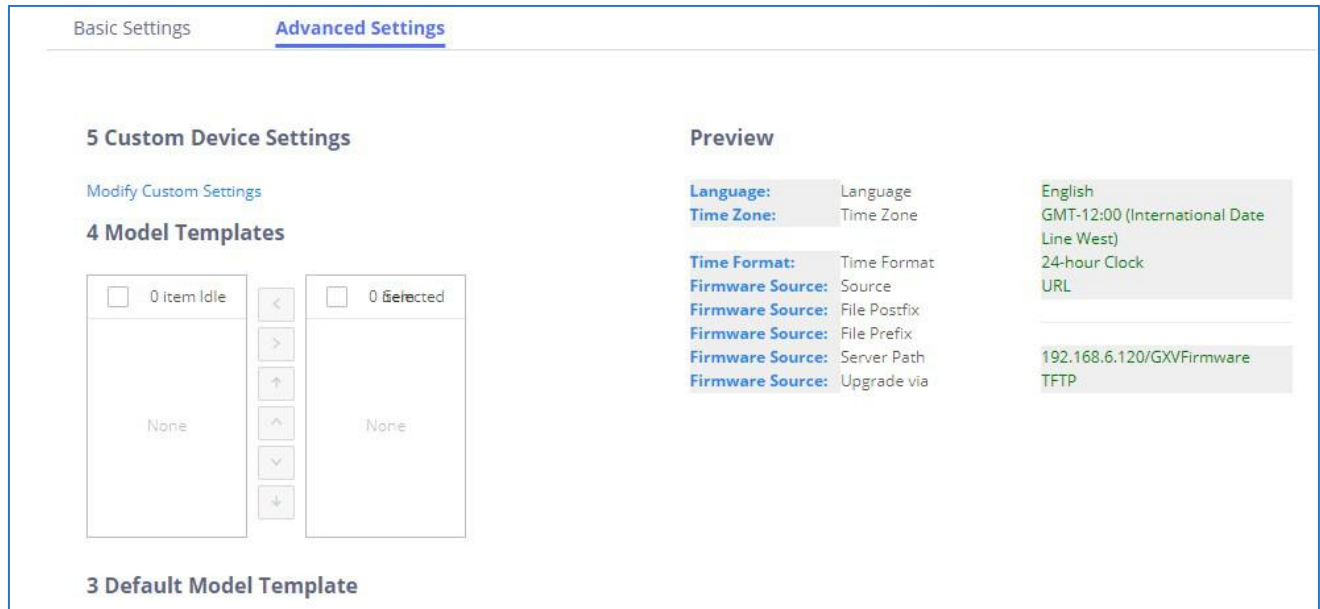 Basic Settings Advanced Settings
5 Custom Device Settings
Modify Custom Settings
4 Model Templates
0 item Idle
0 Selected
None
None
3 Default Model Template
Preview
Language: Language English
Time Zone: Time Zone GMT-12:00 (International Date
Line West)
Time Format: Time Format 24-hour Clock
Firmware Source: Source URL
Firmware Source: File Postfix
Firmware Source: File Prefix
Firmware Source: Server Path 192.168.6.120/GXVFirmware
Firmware Source: Upgrade via TFTP